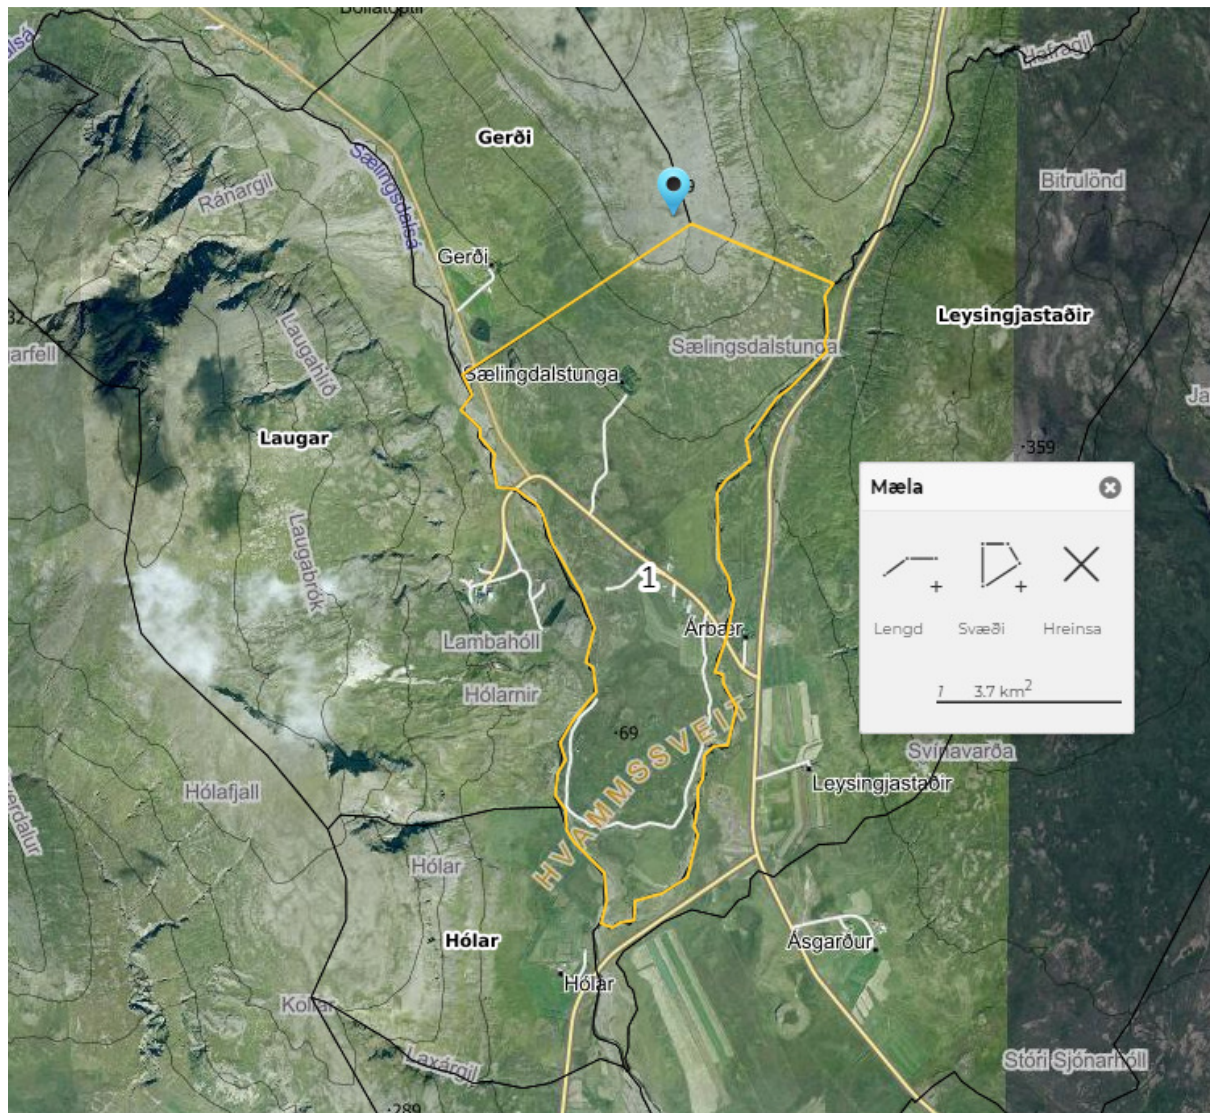 Gerði
Hafragil
Ránargil
Sælingsdalsá
Bitrulönd
9
Gerði
Leysingjastaðir
Laugahlíð
Sælingsdalstunga
Sælingdalstunga
Laugar
·359
Mæla
Laugabrók
Lengd
Svæði
Hreinsa
1 3.7 km²
1
Lambahóll
Árbær
Hólarnir
·69
HVAMMSSVEIT
Svínavarða
Leysingjastaðir
Hólafjall
Hólar
Hólar
Ásgarður
Hólar
Kollar
Laxárgil
Stóri Sjónarhóll
·289